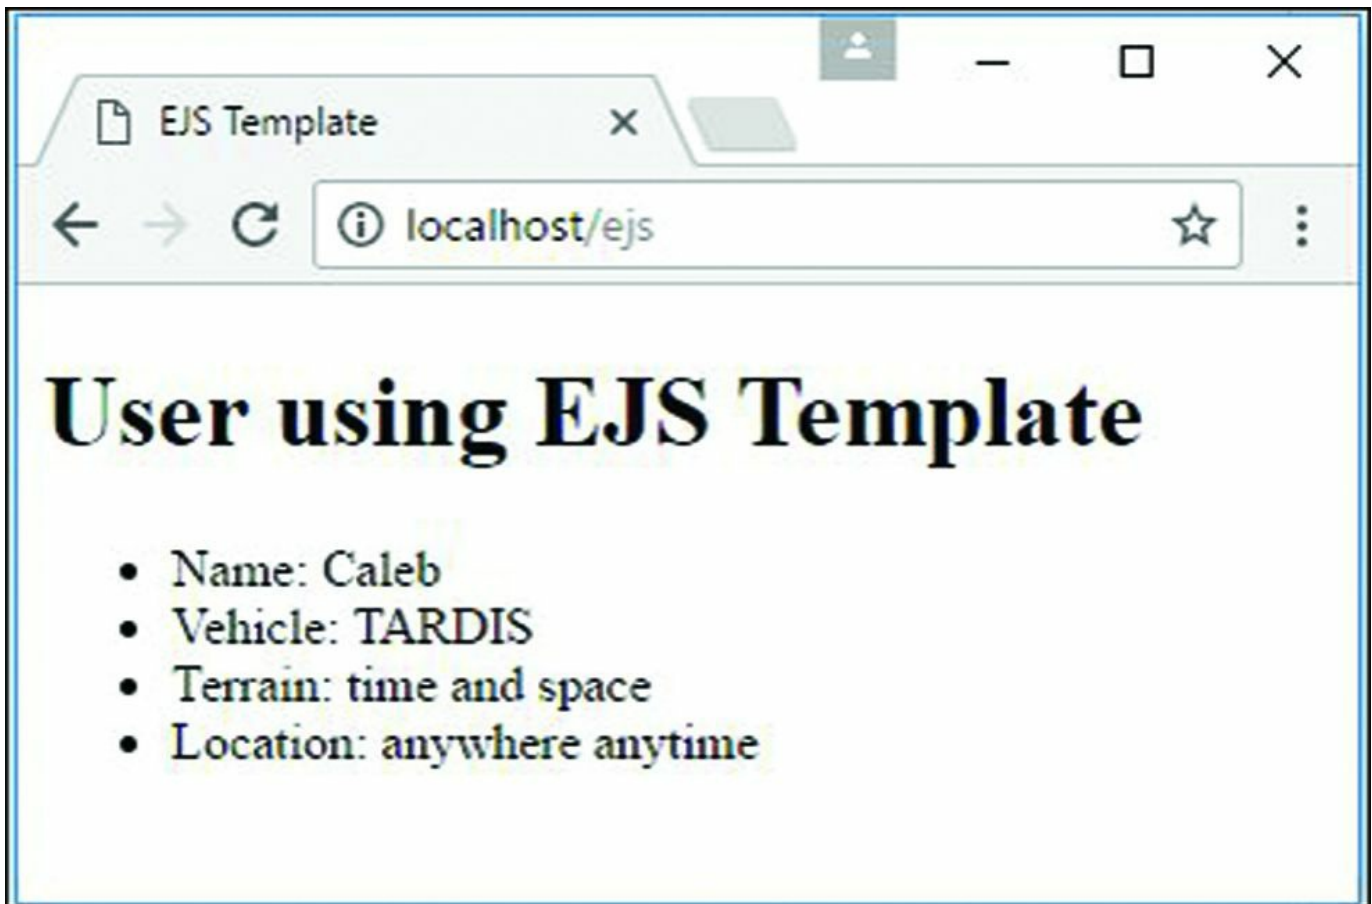 EJS Template
localhost/ejs
User using EJS Template
• Name: Caleb
• Vehicle: TARDIS
• Terrain: time and space
• Location: anywhere anytime